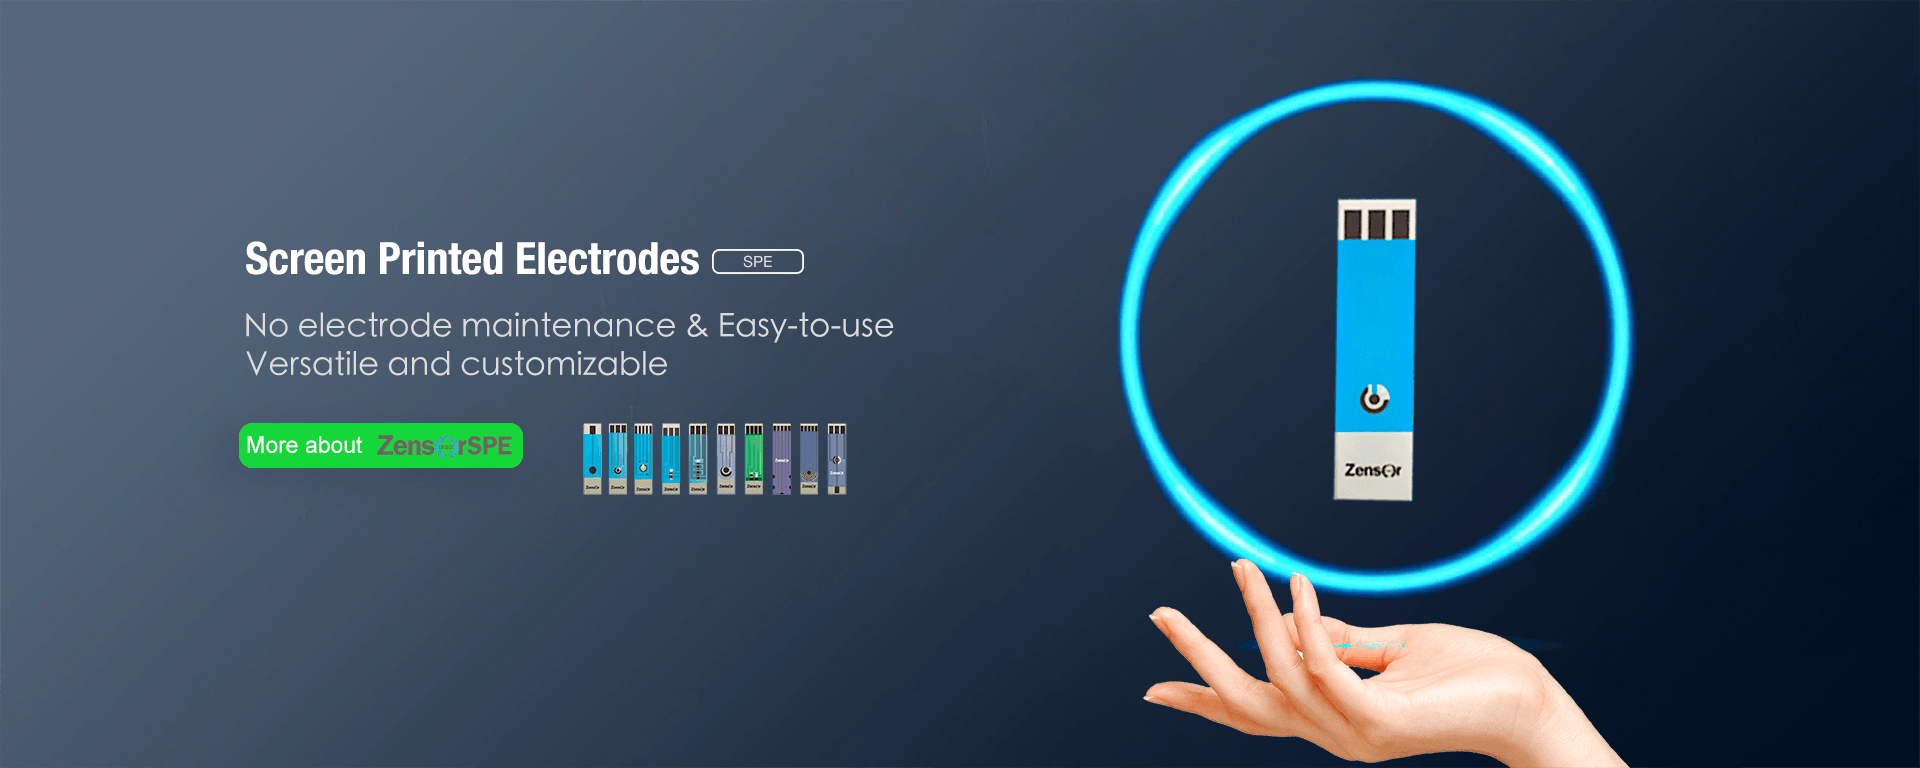 Screen Printed Electrodes SPE
No electrode maintenance & Easy-to-use
Versatile and customizable
More about ZensorSPE
Zensor